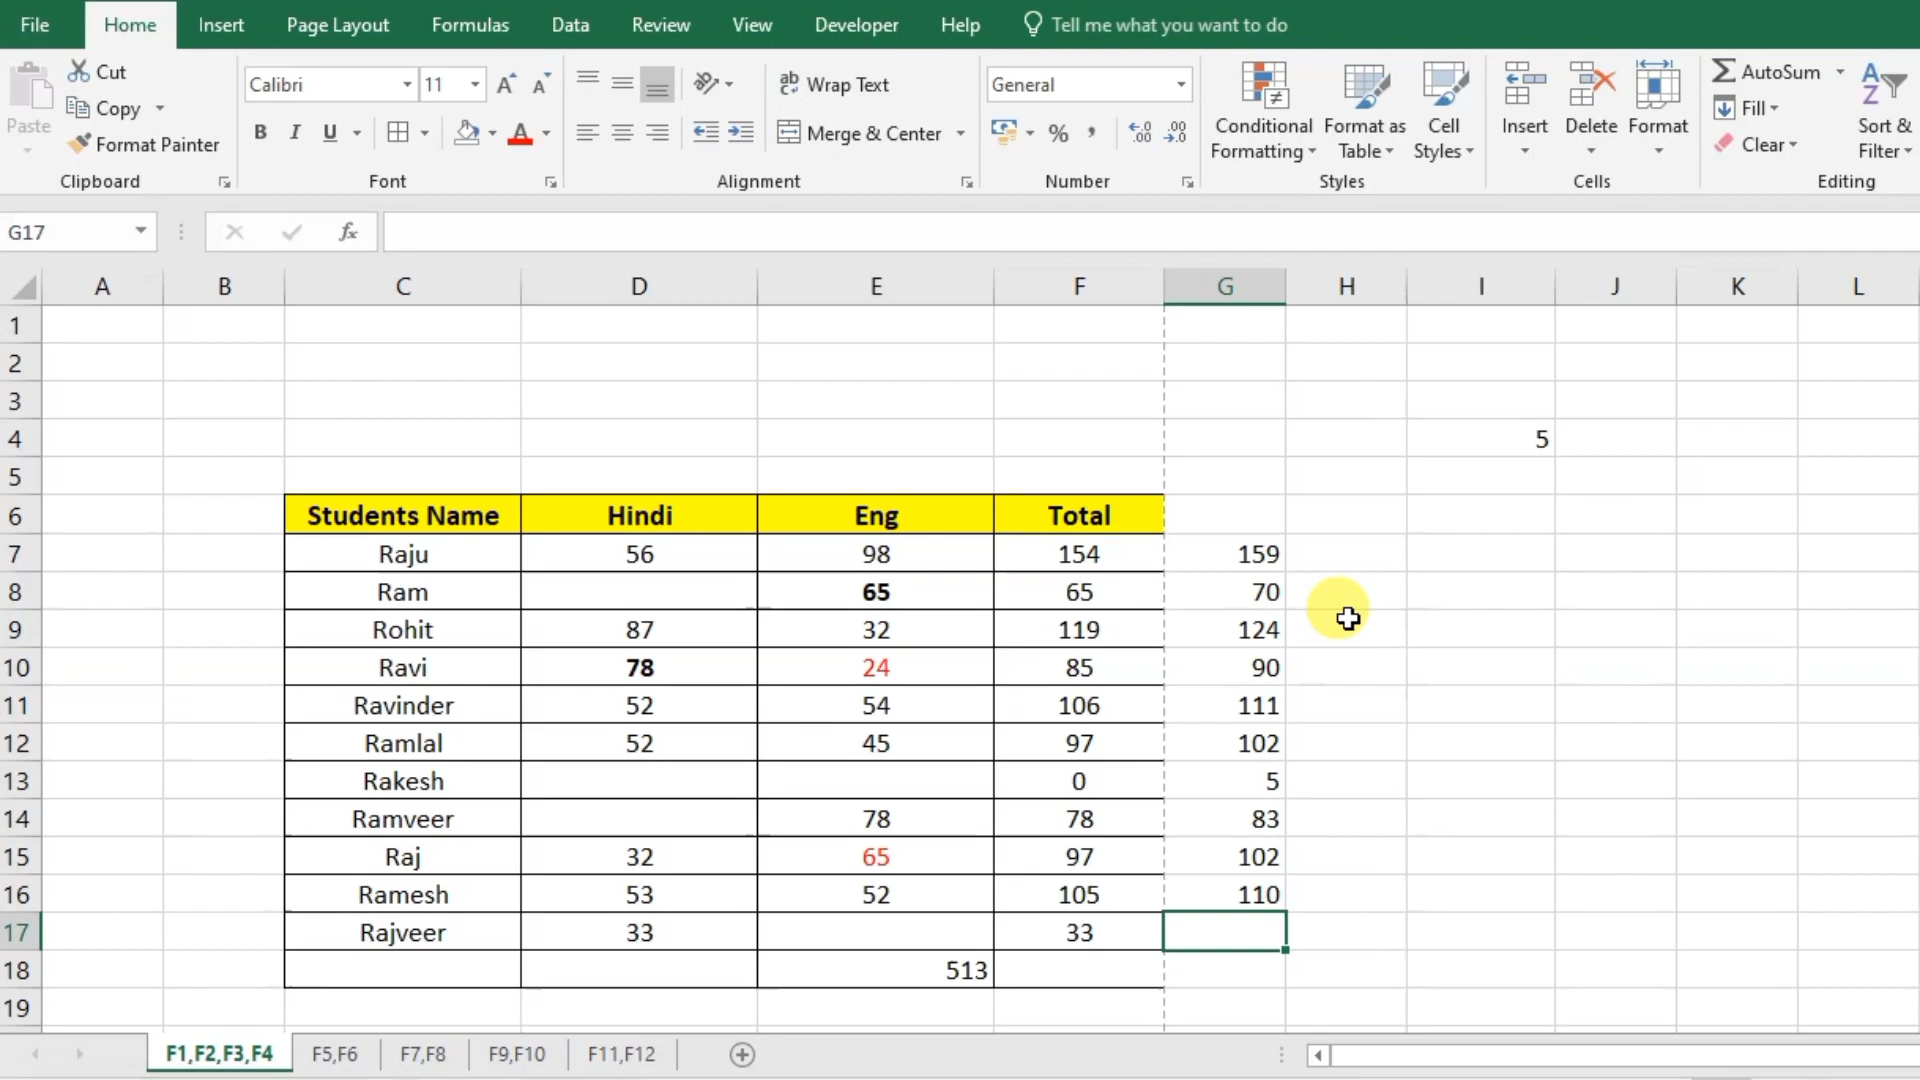 File Home Insert Page Layout Formulas Data Review View Developer Help Tell me what you want to do
Paste Cut Copy Format Painter Clipboard
Calibri 11 A A B I U A Font
ab Wrap Text Merge & Center Alignment
General % , .0 .00 Number
Conditional Formatting Format as Table Cell Styles Styles
Insert Delete Format Cells
AutoSum Fill Clear Sort & Filter Editing
G17 fx
A B C D E F G H I J K L
1
2
3
4 5
5
6 Students Name Hindi Eng Total
7 Raju 56 98 154 159
8 Ram 65 65 70
9 Rohit 87 32 119 124
10 Ravi 78 24 85 90
11 Ravinder 52 54 106 111
12 Ramlal 52 45 97 102
13 Rakesh 0 5
14 Ramveer 78 78 83
15 Raj 32 65 97 102
16 Ramesh 53 52 105 110
17 Rajveer 33 33
18 513
19
F1,F2,F3,F4 F5,F6 F7,F8 F9,F10 F11,F12